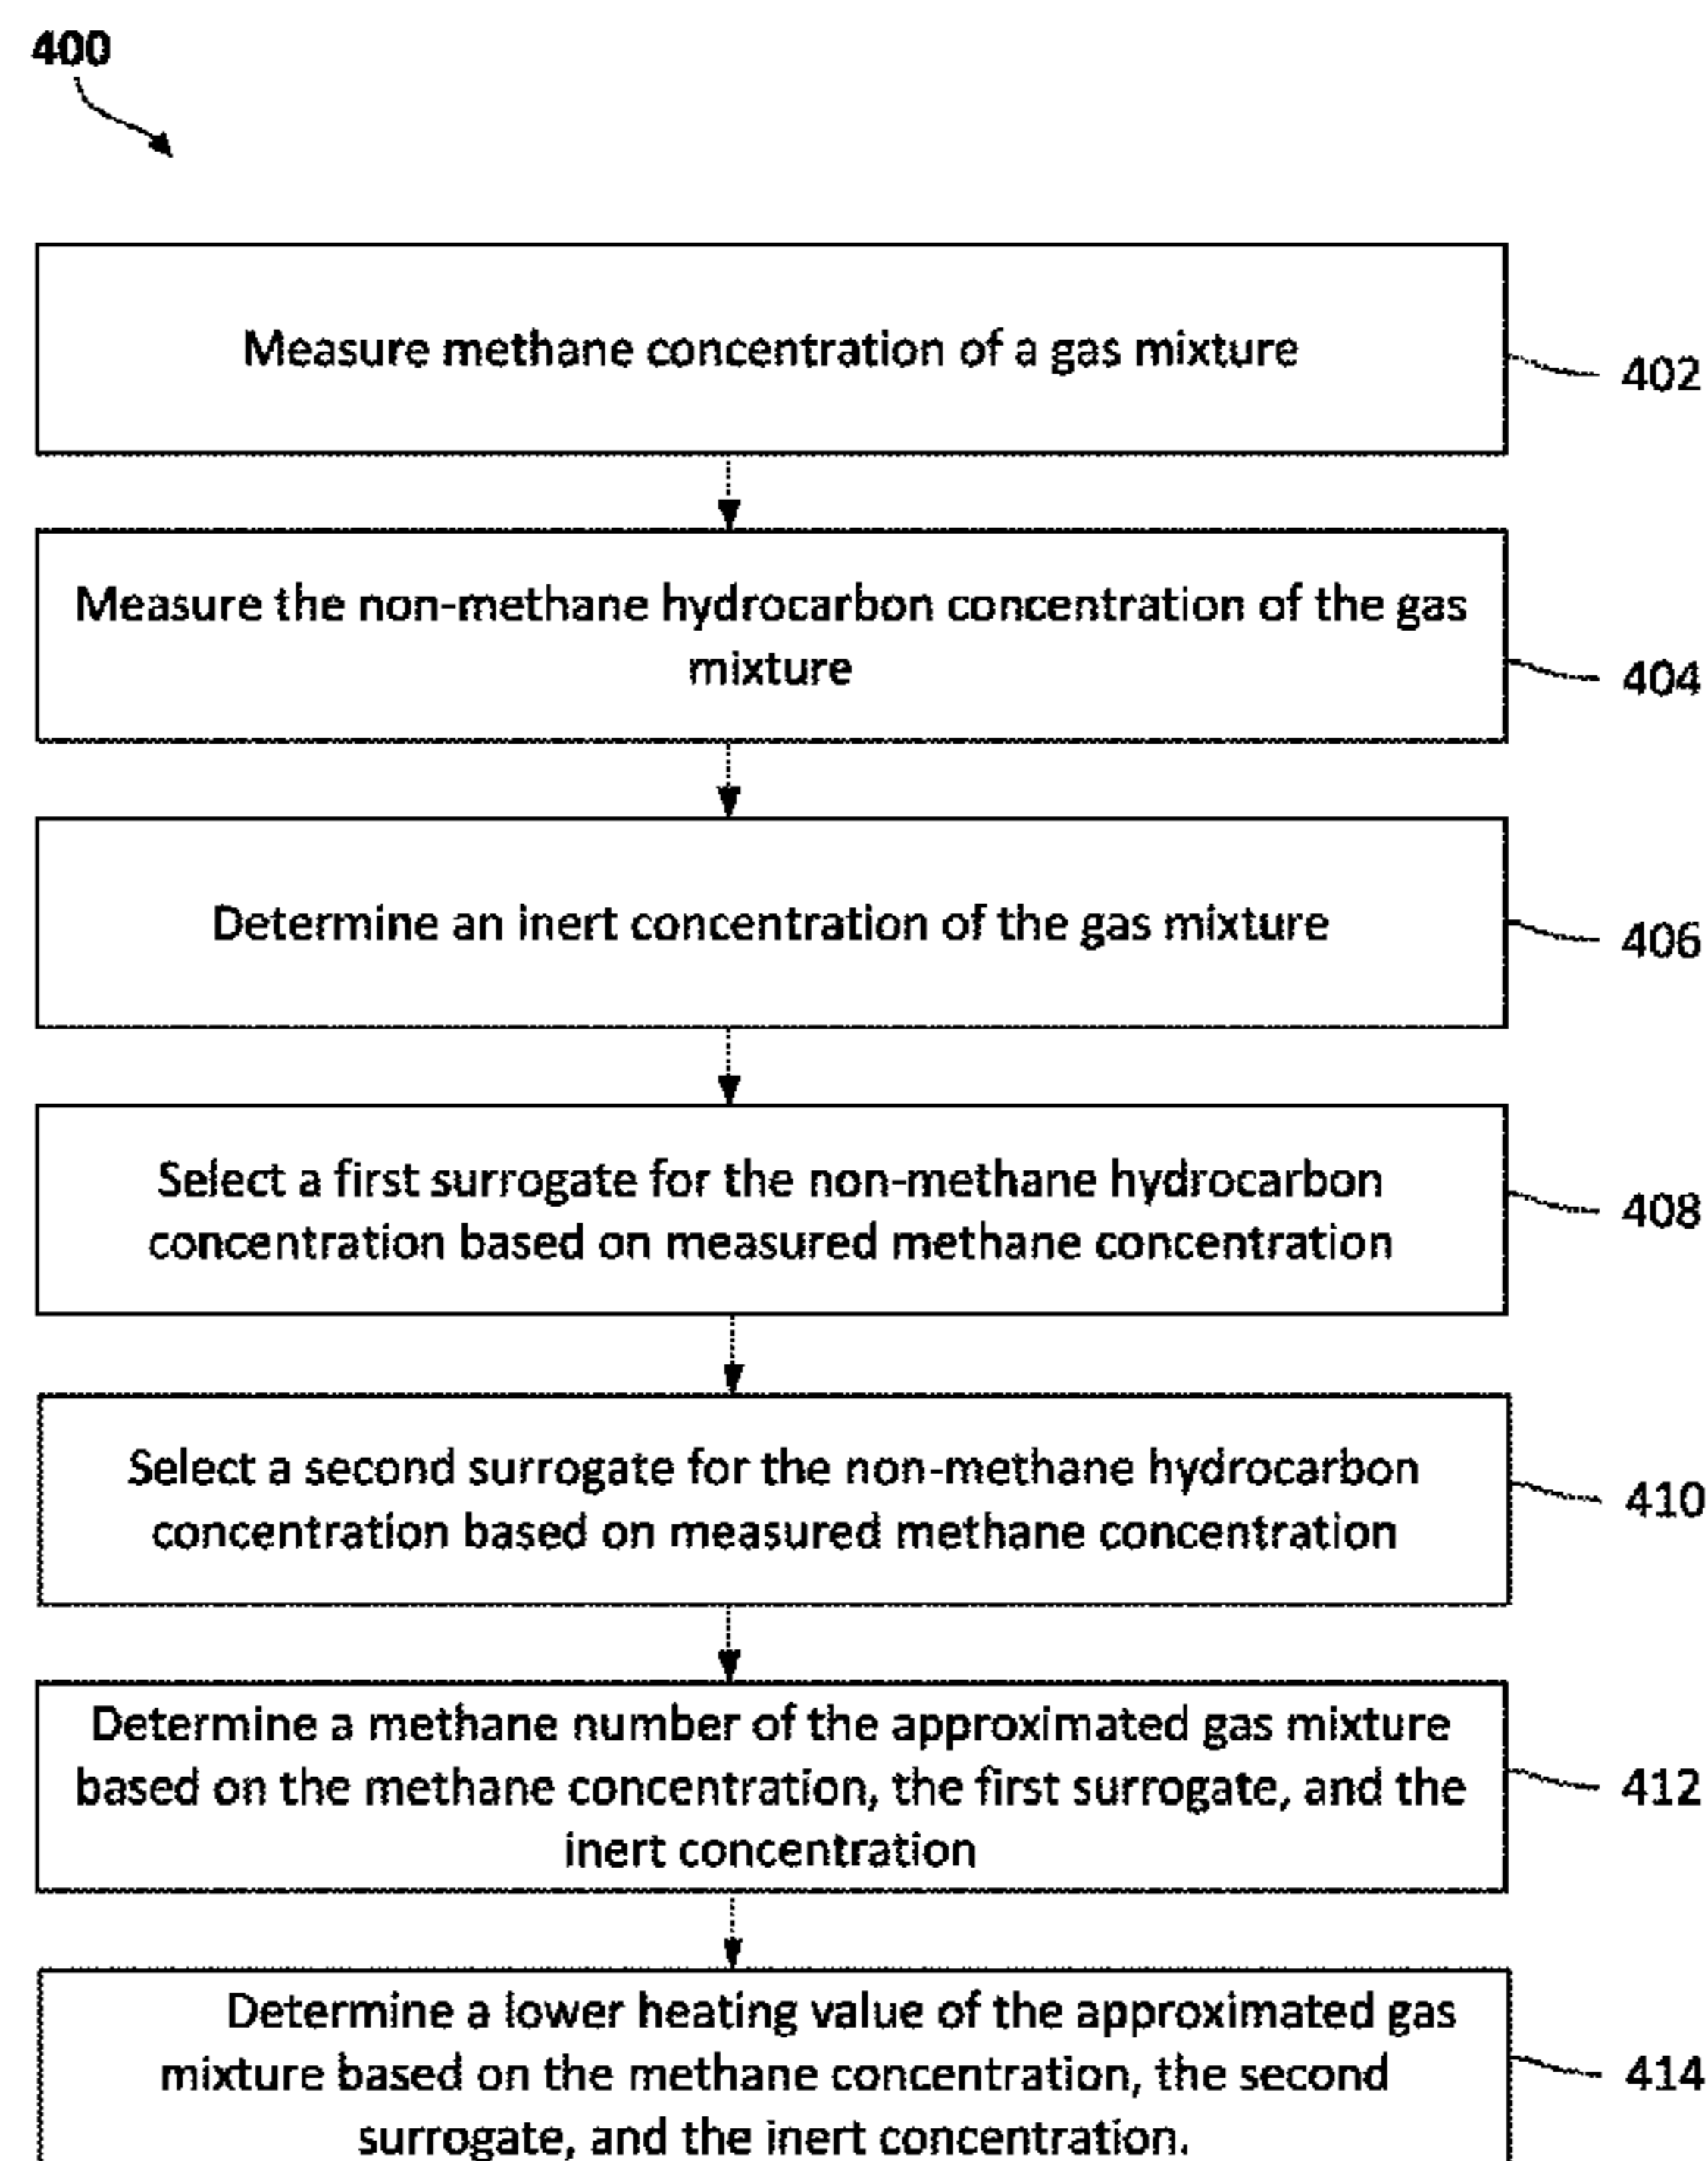 400
Measure methane concentration of a gas mixture
402
Measure the non-methane hydrocarbon concentration of the gas
mixture
404
Determine an inert concentration of the gas mixture
406
Select a first surrogate for the non-methane hydrocarbon
concentration based on measured methane concentration
408
Select a second surrogate for the non-methane hydrocarbon
concentration based on measured methane concentration
410
Determine a methane number of the approximated gas mixture
based on the methane concentration, the first surrogate, and the
inert concentration
412
Determine a lower heating value of the approximated gas
mixture based on the methane concentration, the second
surrogate, and the inert concentration.
414